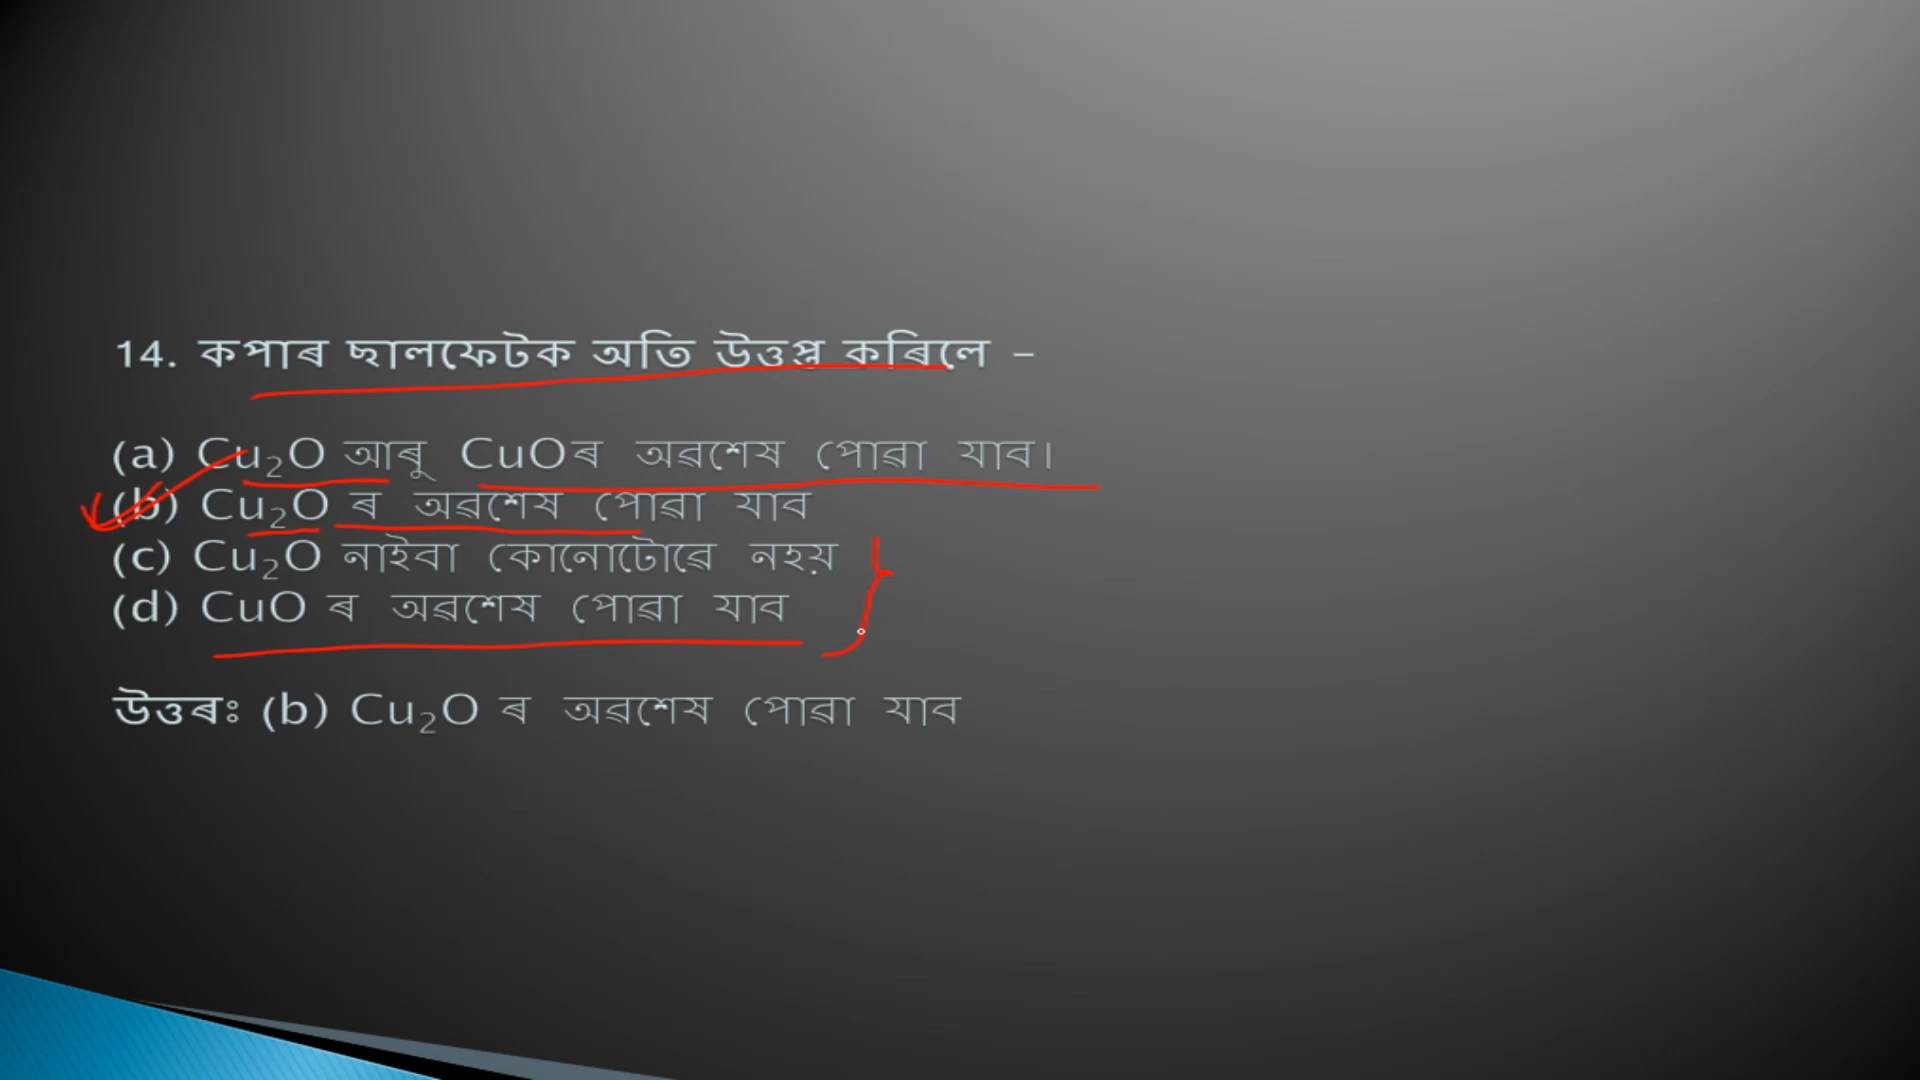 14. কপাৰ ছালফেটক অতি উত্তপ্ত কৰিলে –
(a) Cu₂O আৰু CuOৰ অৱশেষ পোৱা যাব।
(b) Cu₂O ৰ অৱশেষ পোৱা যাব
(c) Cu₂O নাইবা কোনোটোৱে নহয়
(d) CuO ৰ অৱশেষ পোৱা যাব
উত্তৰঃ (b) Cu₂O ৰ অৱশেষ পোৱা যাব